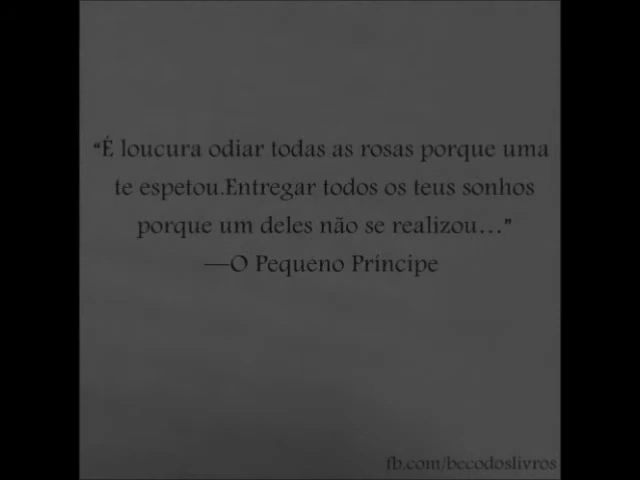 “É loucura odiar todas as rosas porque uma
te espetou.Entregar todos os teus sonhos
porque um deles não se realizou...”
—O Pequeno Príncipe
fb.com/becodoslivros